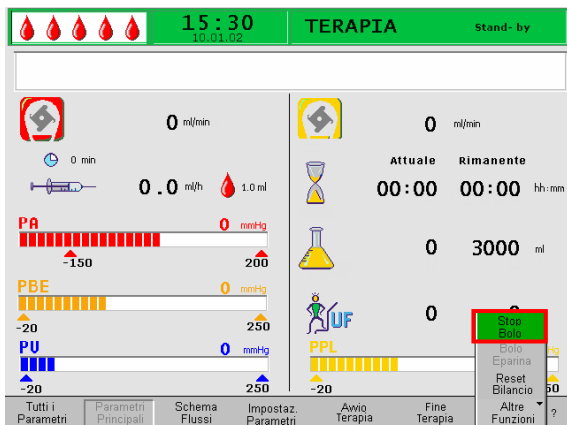 15:30
10.01.02
TERAPIA
Stand- by
0 ml/min
0 min
0.0 ml/h
1.0 ml
PA 0 mmHg
-150 200
PBE 0 mmHg
-20 250
PV 0 mmHg
-20 250
0 ml/min
Attuale Rimanente
00:00 00:00 hh:mm
0 3000 ml
UF 0
PPL
-20
Stop
Bolo
Bolo
Eparina
Reset
Bilancio
Tutti i
Parametri
Parametri
Principali
Schema
Flussi
Impostaz.
Parametri
Avvio
Terapia
Fine
Terapia
Altre
Funzioni
?